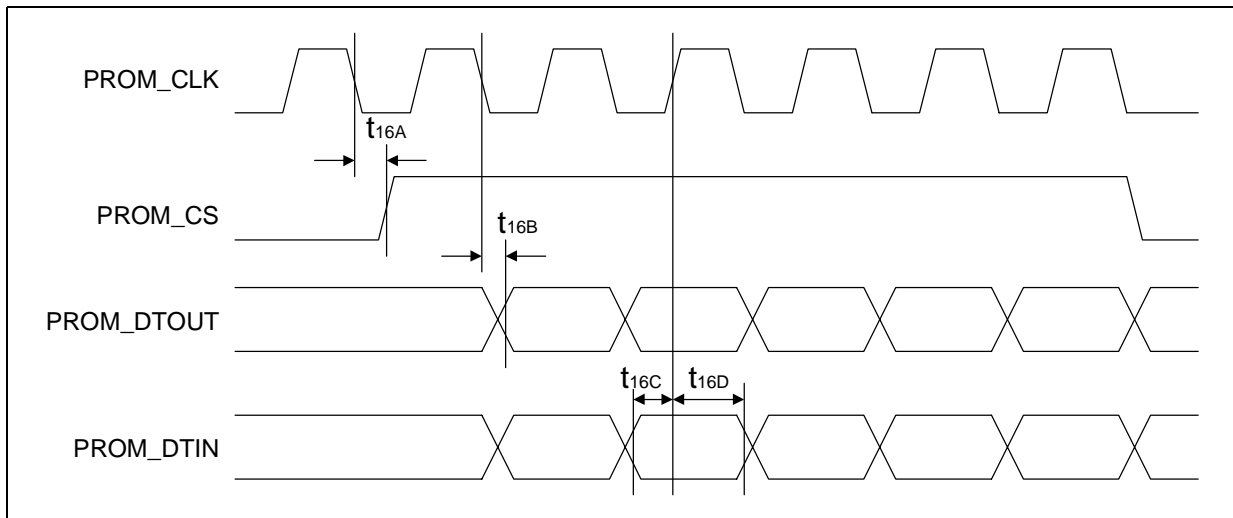 PROM_CLK
t16A
PROM_CS
t16B
PROM_DTOUT
t16C t16D
PROM_DTIN